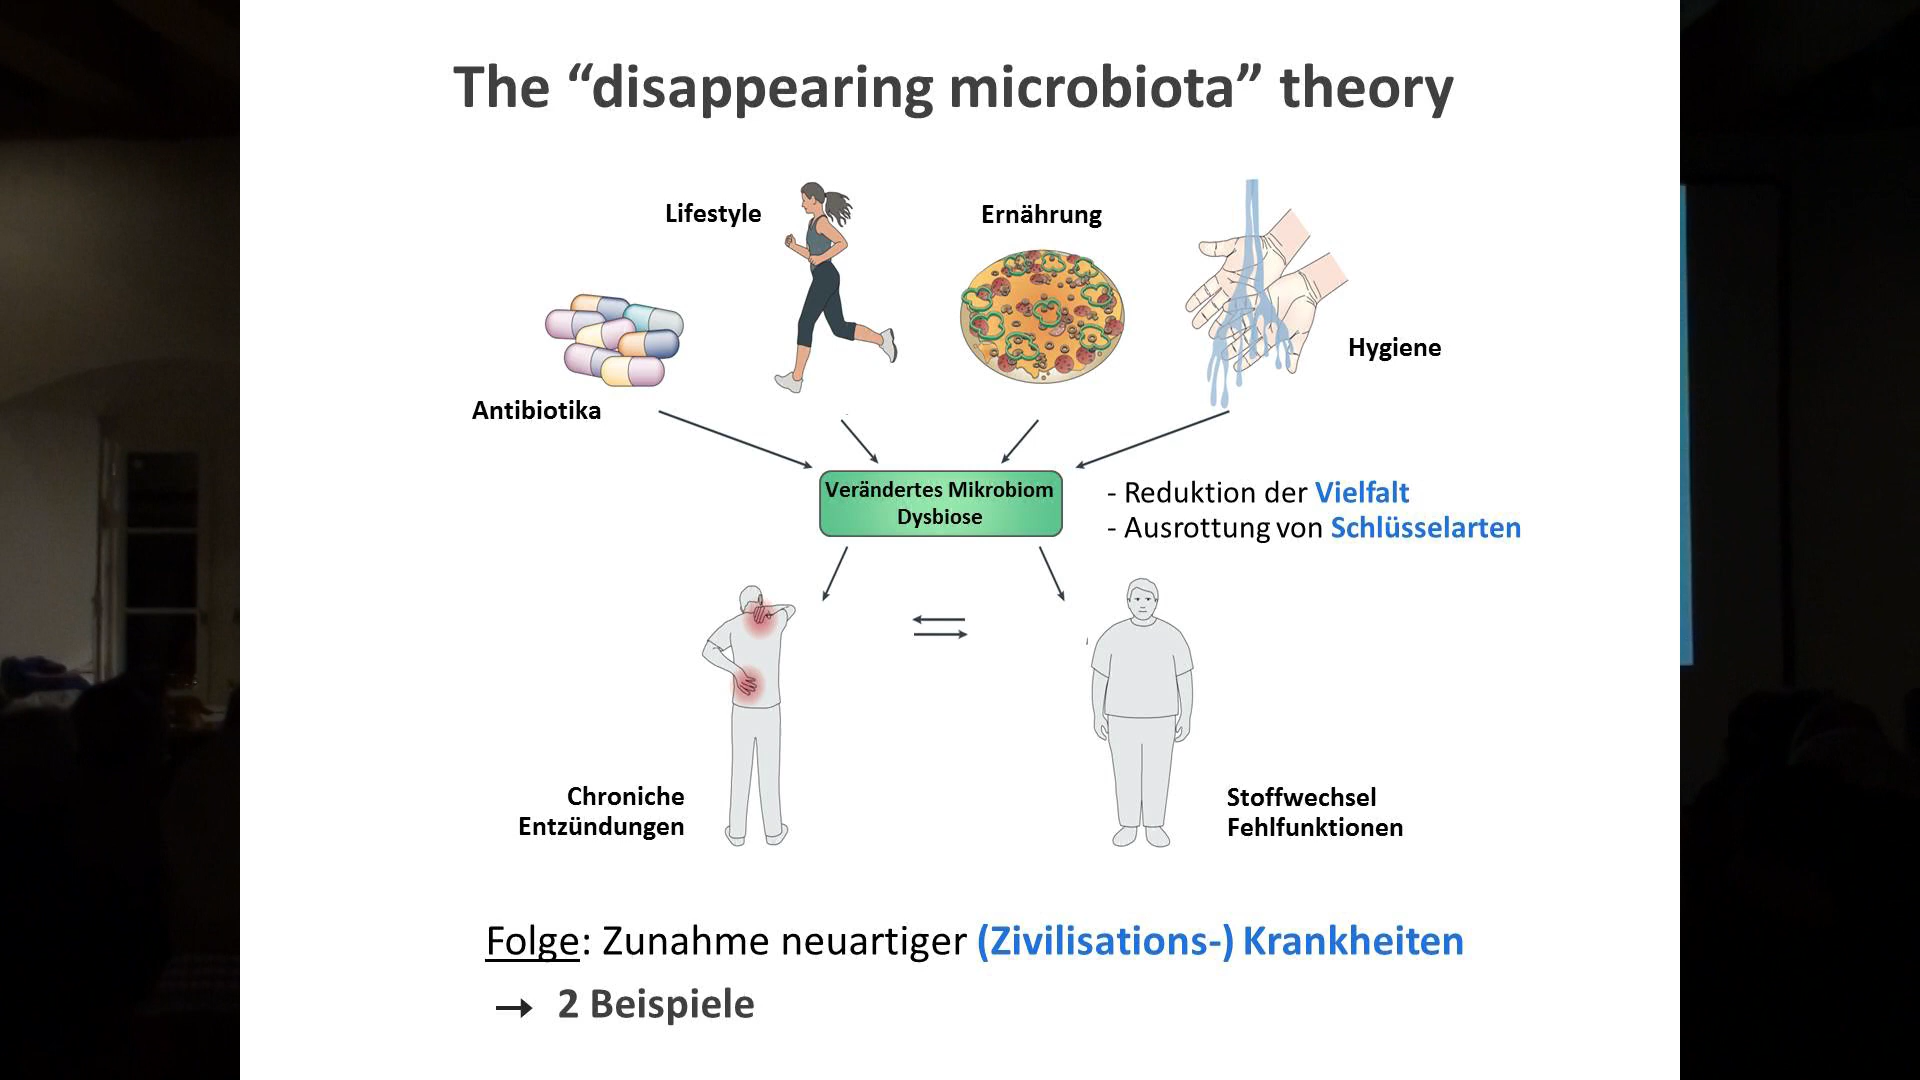 The “disappearing microbiota” theory
Lifestyle
Ernährung
Hygiene
Antibiotika
Verändertes Mikrobiom
Dysbiose
- Reduktion der Vielfalt
- Ausrottung von Schlüsselarten
Chroniche
Entzündungen
Stoffwechsel
Fehlfunktionen
Folge: Zunahme neuartiger (Zivilisations-) Krankheiten
→ 2 Beispiele